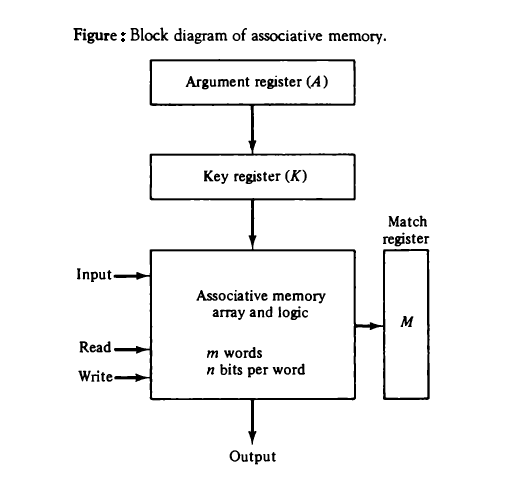 Figure : Block diagram of associative memory.
Argument register (A)
Key register (K)
Match
register
Input
Associative memory
array and logic
M
Read
m words
Write
n bits per word
Output